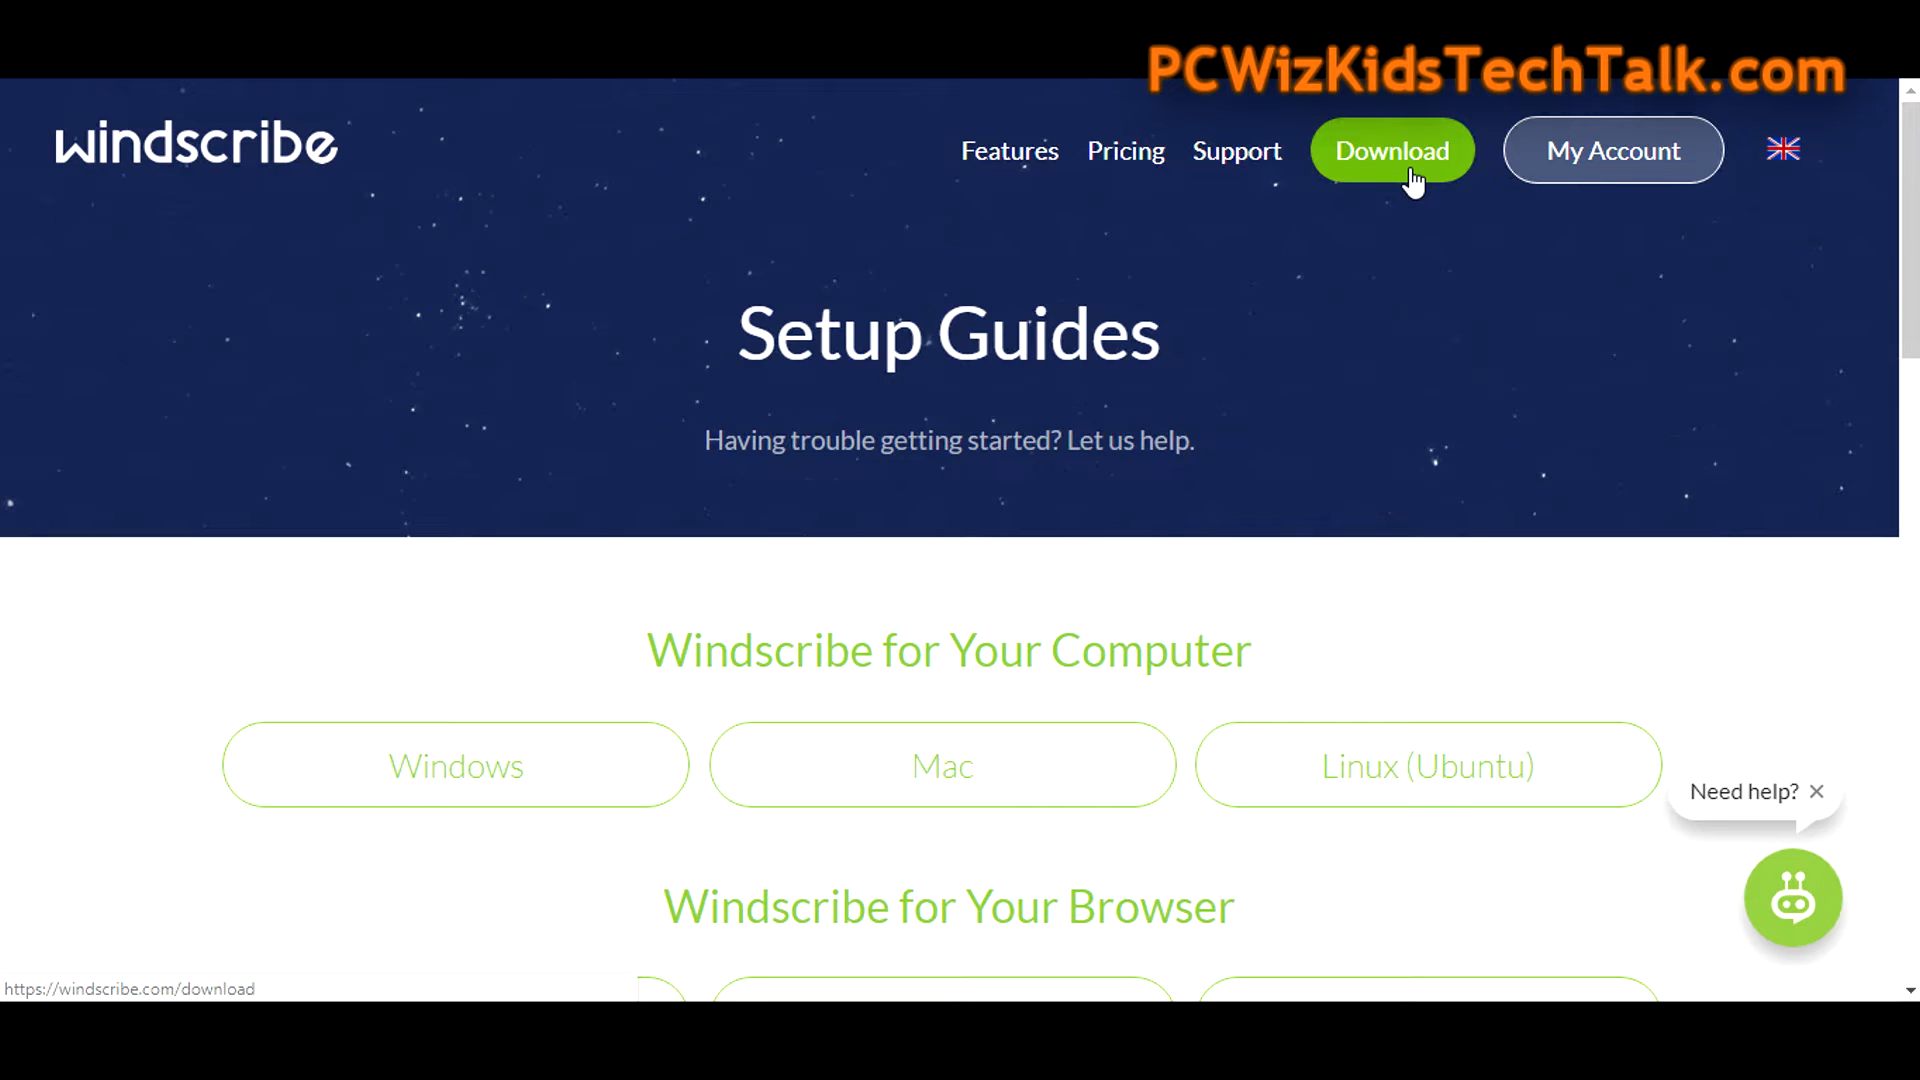 PCWizKidsTechTalk.com
windscribe
Features Pricing Support Download My Account
Setup Guides
Having trouble getting started? Let us help.
Windscribe for Your Computer
Windows Mac Linux (Ubuntu)
Need help? ×
Windscribe for Your Browser
https://windscribe.com/download